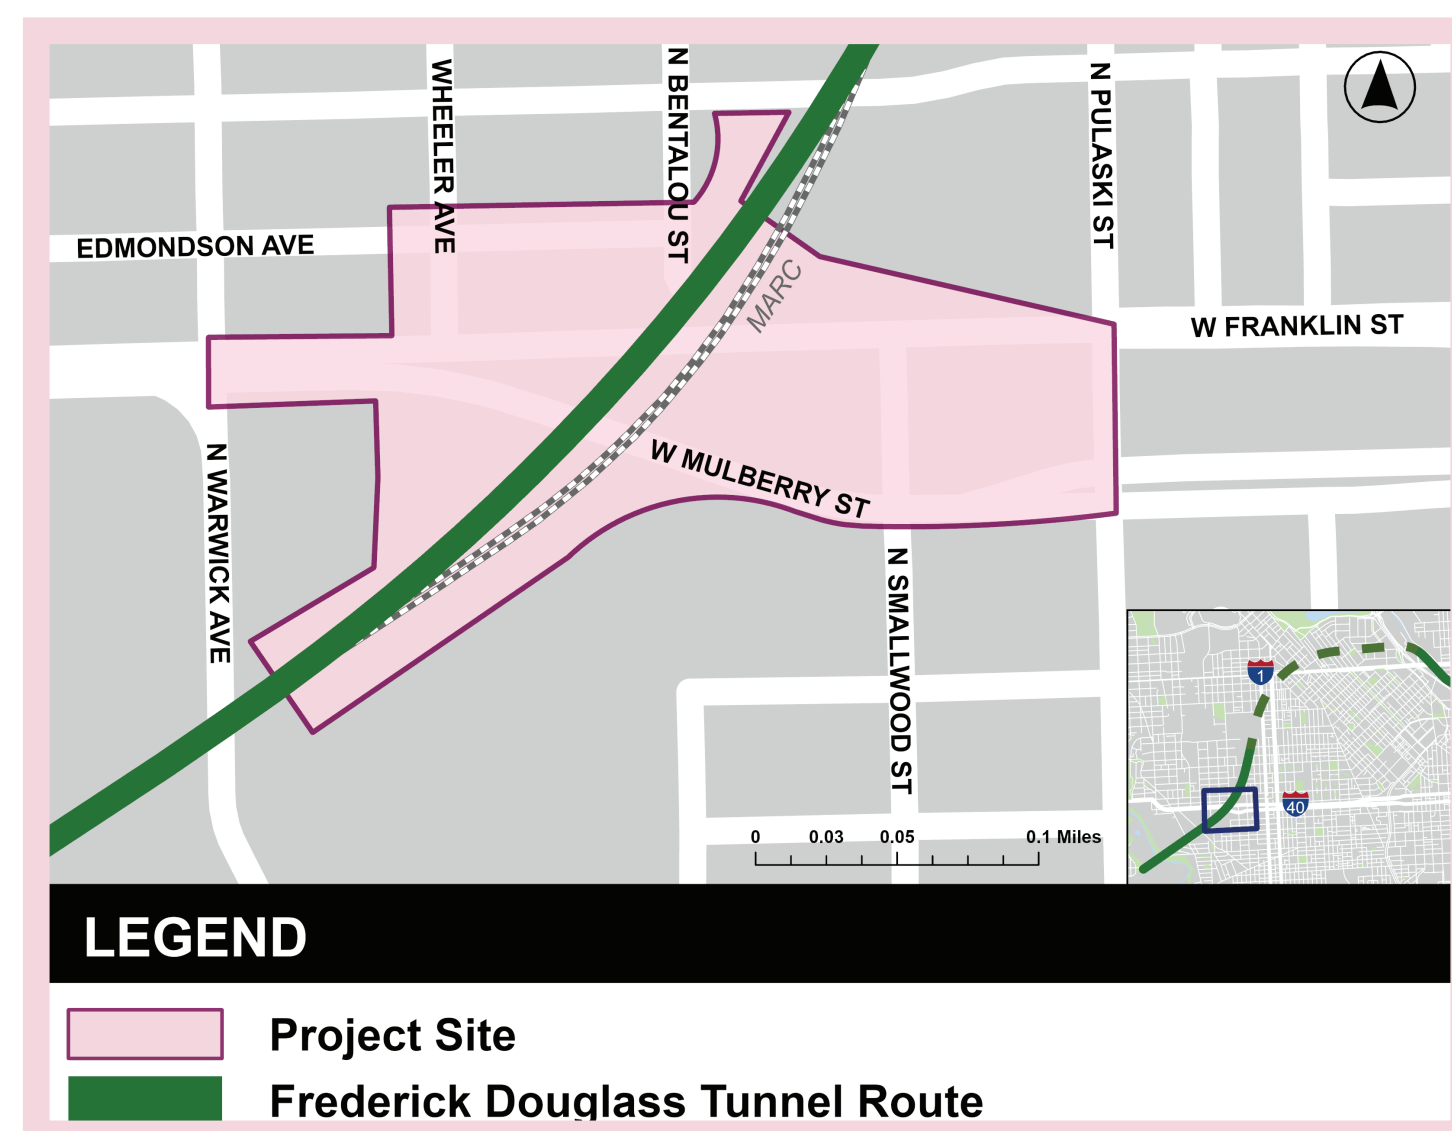 WHEELER AVE
N BENTALOU ST
N PULASKI ST
EDMONDSON AVE
MARC
W FRANKLIN ST
N WARWICK AVE
W MULBERRY ST
N SMALLWOOD ST
1
40
0 0.03 0.05 0.1 Miles
LEGEND
Project Site
Frederick Douglass Tunnel Route